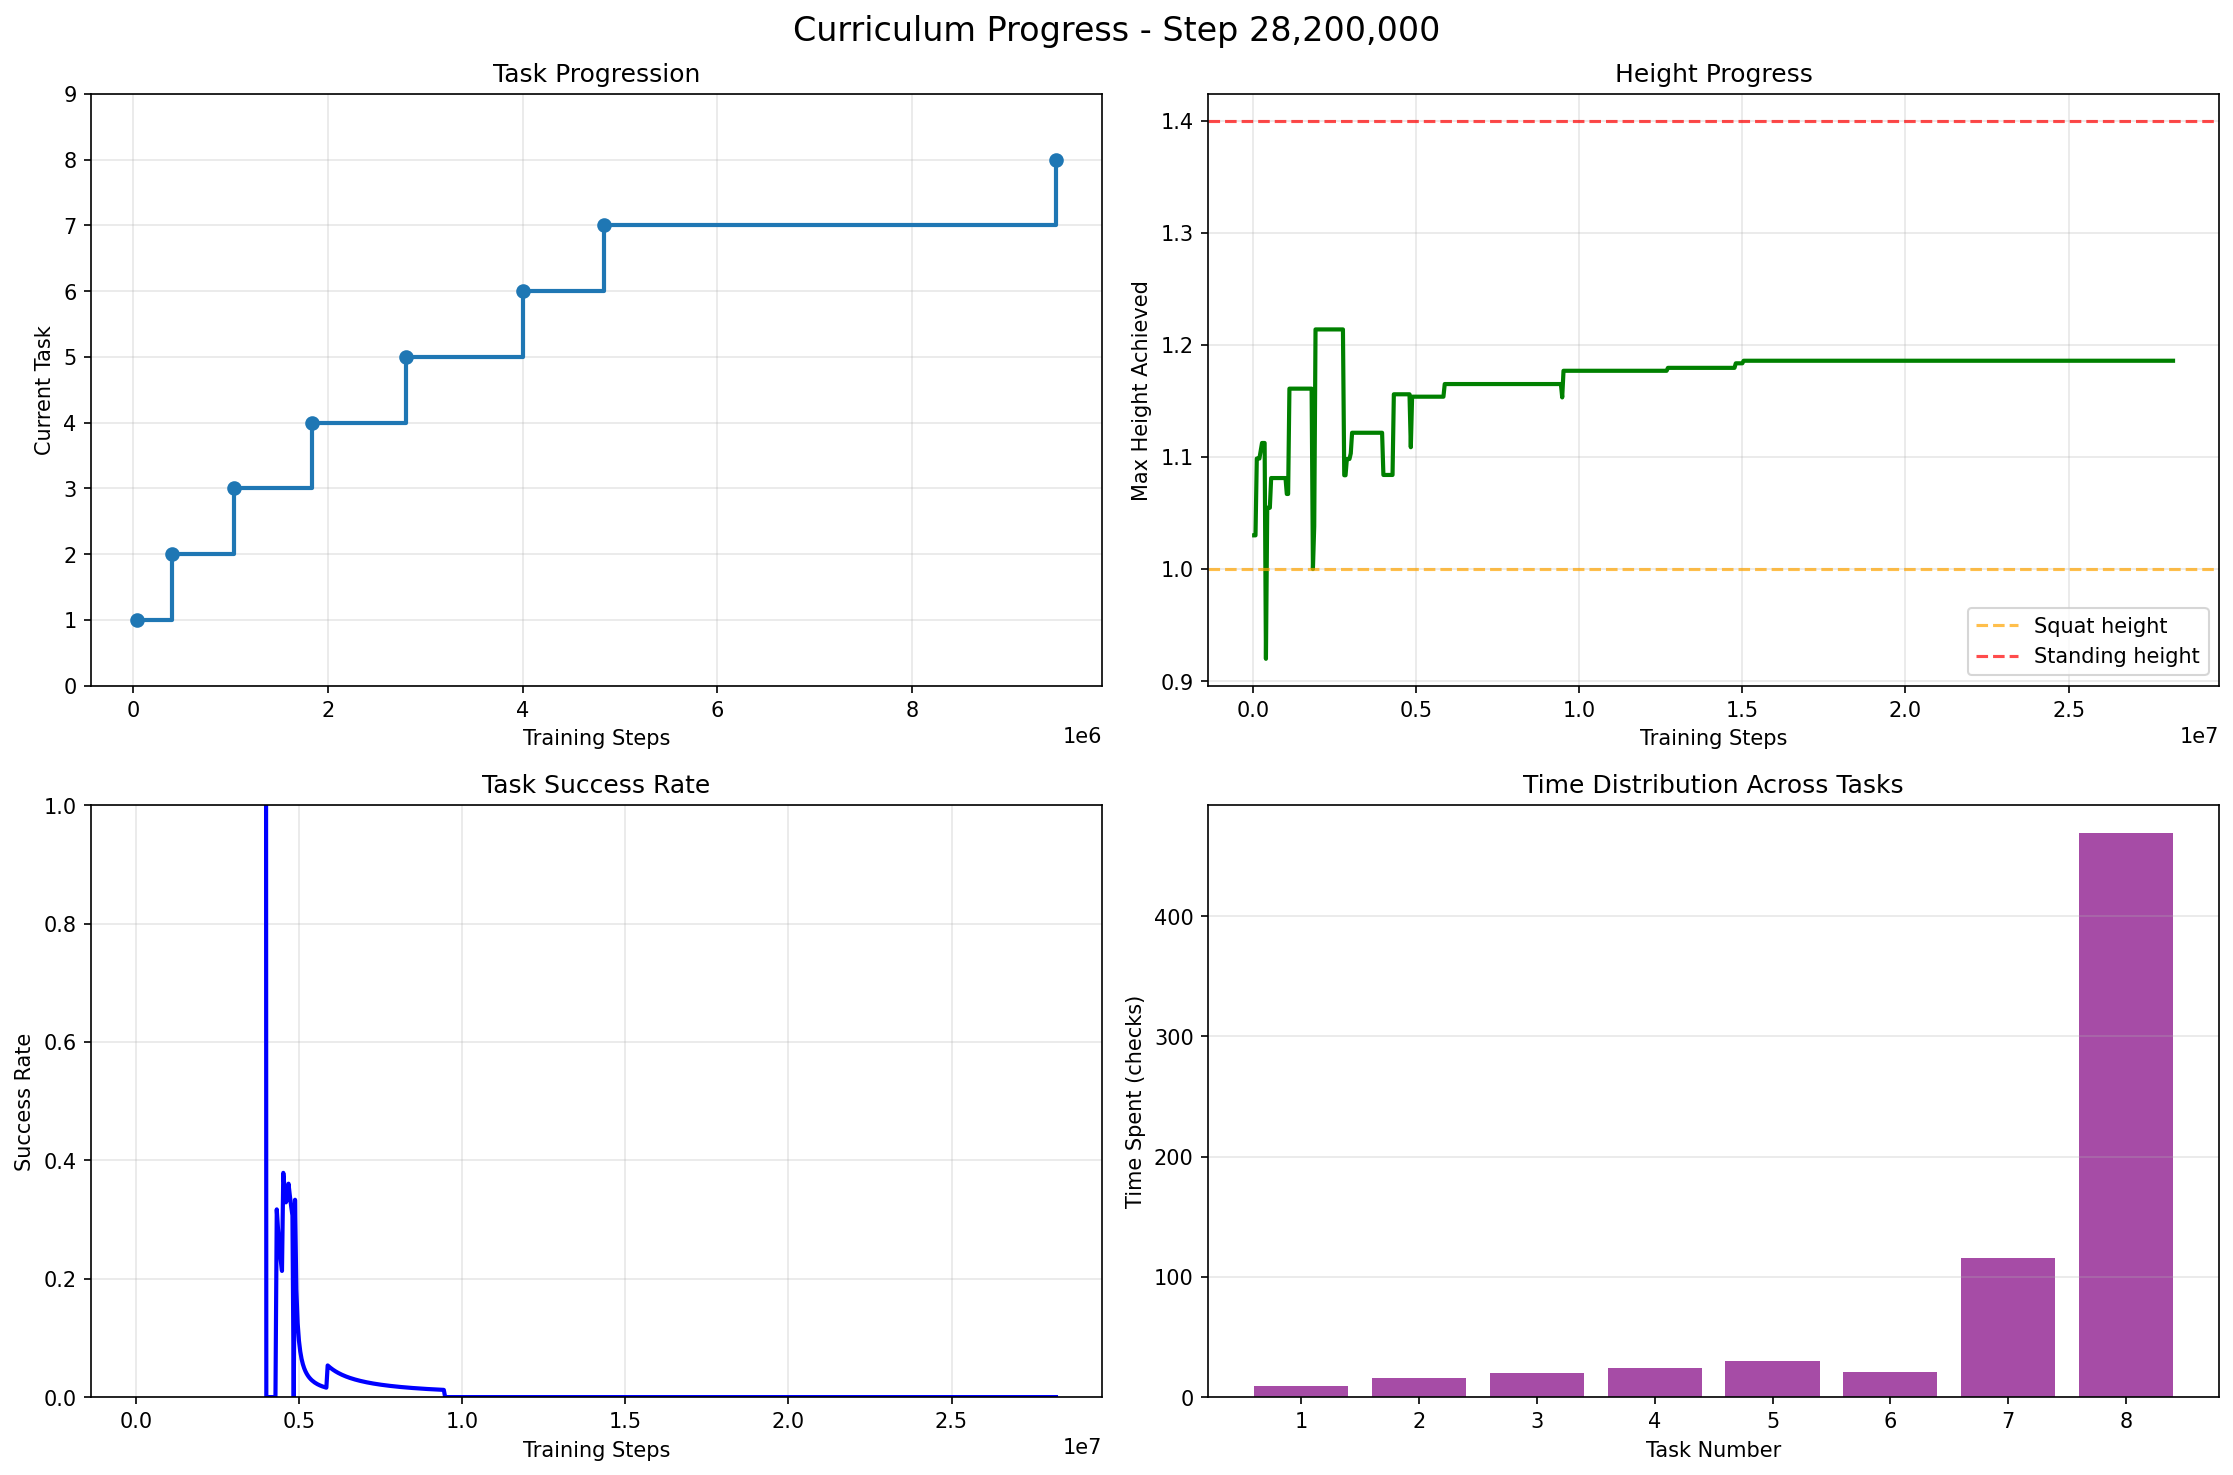 Curriculum Progress - Step 28,200,000
Task Progression
Current Task
9
8
7
6
5
4
3
2
1
0
0 2 4 6 8
1e6
Training Steps
Height Progress
Max Height Achieved
1.4
1.3
1.2
1.1
1.0
0.9
Squat height
Standing height
0.0 0.5 1.0 1.5 2.0 2.5
1e7
Training Steps
Task Success Rate
Success Rate
1.0
0.8
0.6
0.4
0.2
0.0
0.0 0.5 1.0 1.5 2.0 2.5
1e7
Training Steps
Time Distribution Across Tasks
Time Spent (checks)
400
300
200
100
0
1 2 3 4 5 6 7 8
Task Number